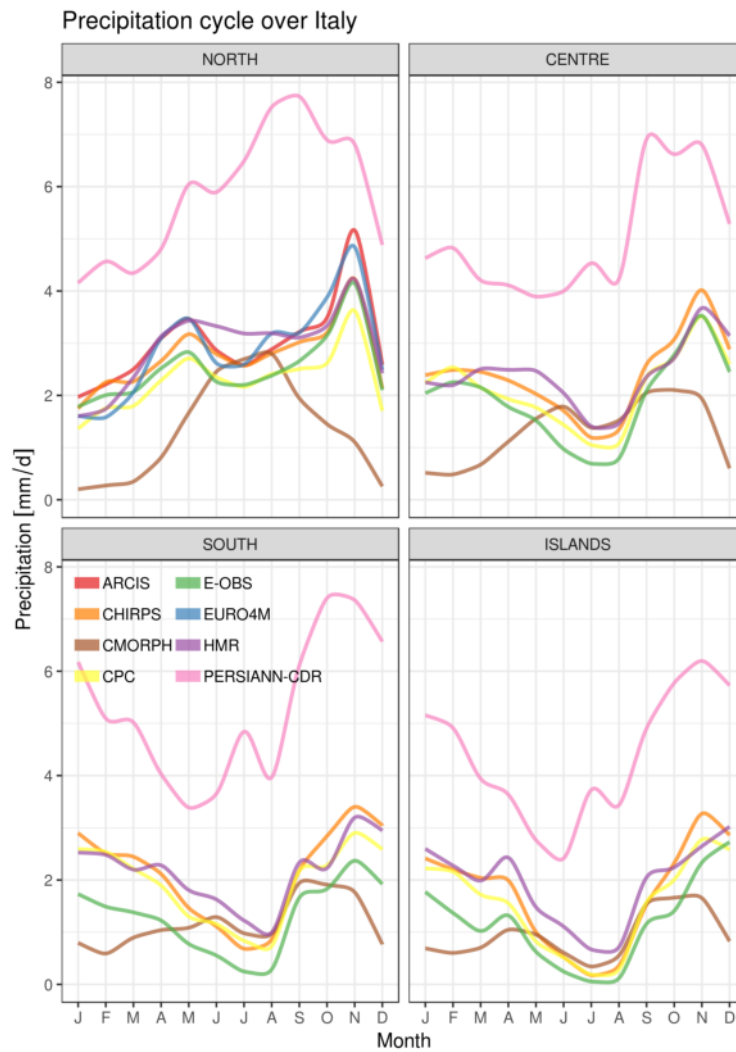 Precipitation cycle over Italy
NORTH
CENTRE
8
6
4
2
0
SOUTH
ISLANDS
8
6
4
2
0
ARCIS
E-OBS
CHIRPS
EURO4M
CMORPH
HMR
CPC
PERSIANN-CDR
J F M A M J J A S O N D
J F M A M J J A S O N D
Month
Precipitation [mm/d]